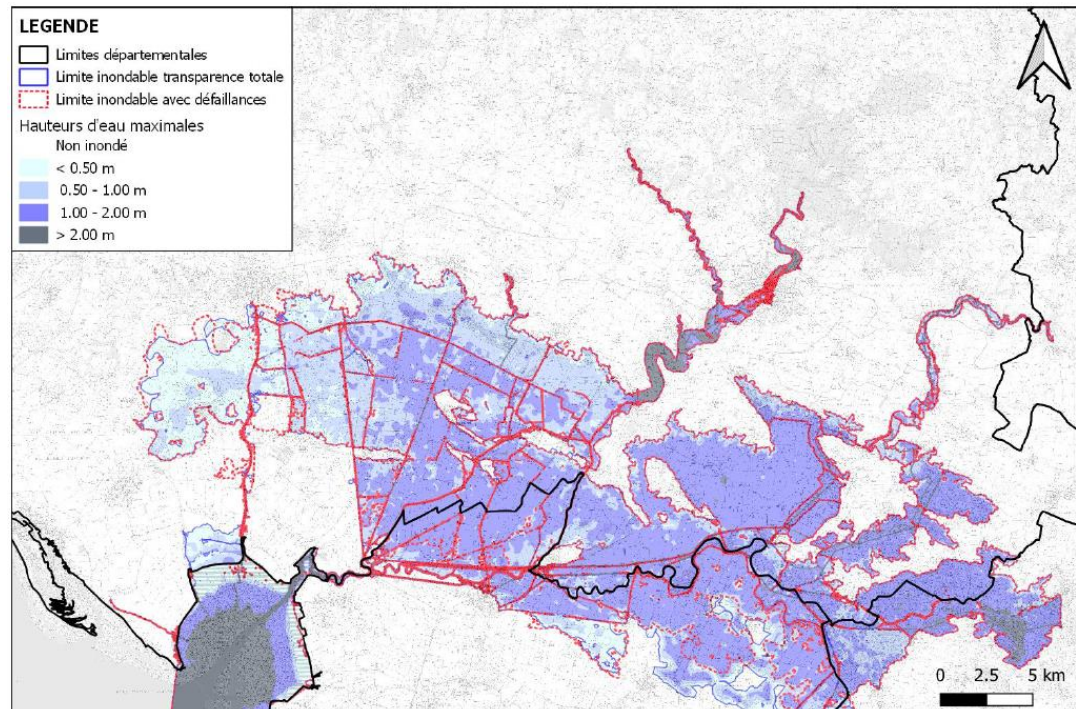 LEGENDE
Limites départementales
Limite inondable transparence totale
Limite inondable avec défaillances
Hauteurs d'eau maximales
Non inondé
< 0.50 m
0.50 - 1.00 m
1.00 - 2.00 m
> 2.00 m
0 2.5 5 km